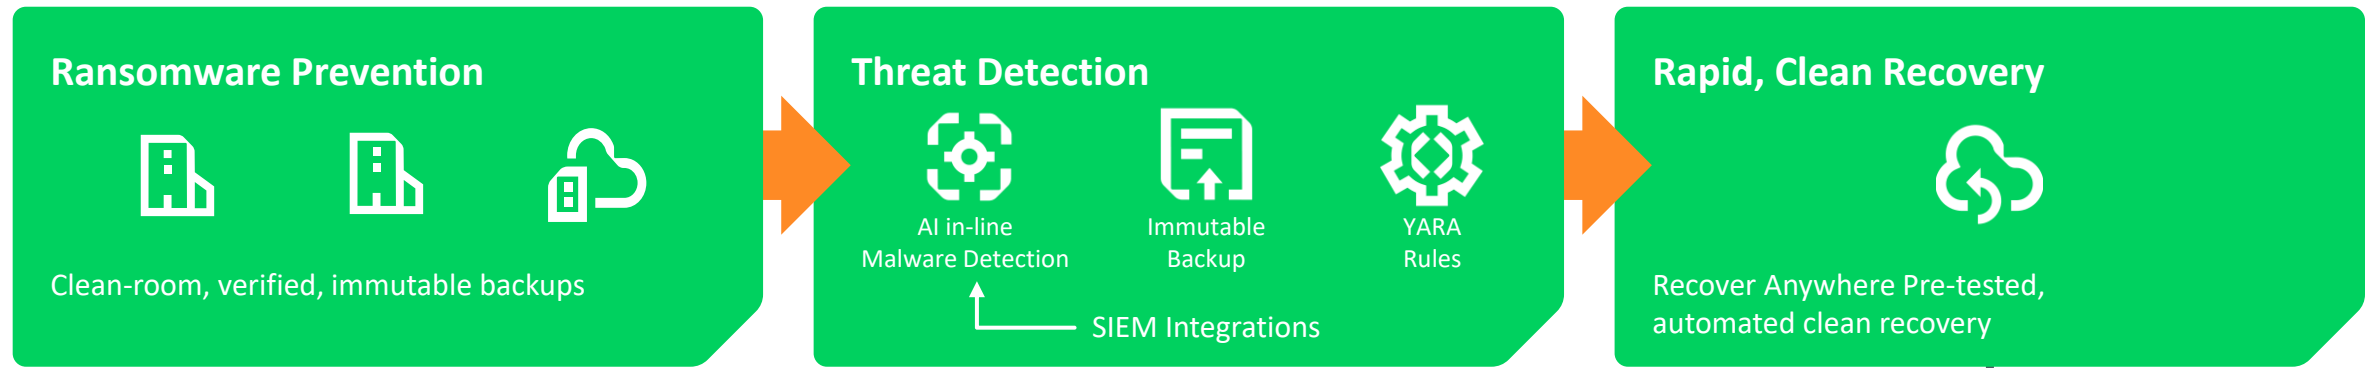 Ransomware Prevention
Clean-room, verified, immutable backups
Threat Detection
AI in-line
Malware Detection
Immutable
Backup
YARA
Rules
SIEM Integrations
Rapid, Clean Recovery
Recover Anywhere Pre-tested,
automated clean recovery